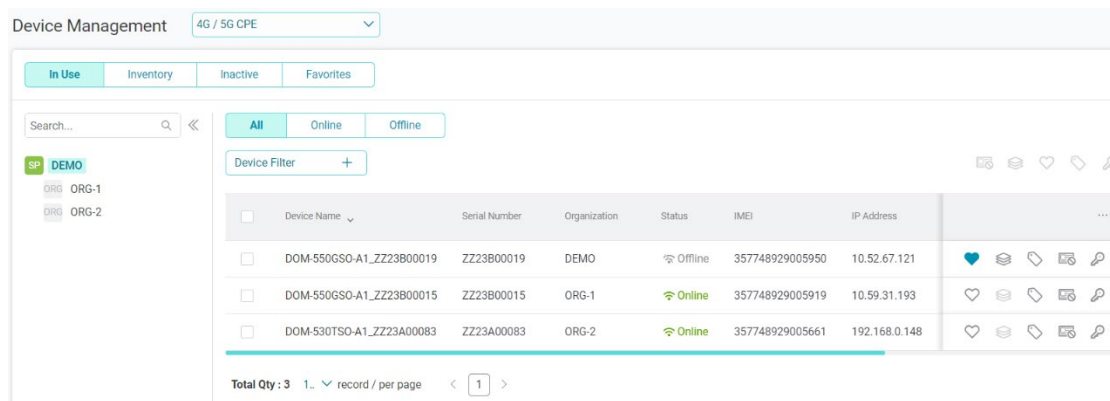 Device Management 4G / 5G CPE
In Use Inventory Inactive Favorites
Search...
SP DEMO
ORG ORG-1
ORG ORG-2
All Online Offline
Device Filter +
Device Name Serial Number Organization Status IMEI IP Address ...
DOM-550GSO-A1_ZZ23B00019 ZZ23B00019 DEMO Offline 357748929005950 10.52.67.121
DOM-550GSO-A1_ZZ23B00015 ZZ23B00015 ORG-1 Online 357748929005919 10.59.31.193
DOM-530TSO-A1_ZZ23A00083 ZZ23A00083 ORG-2 Online 357748929005661 192.168.0.148
Total Qty : 3 1.. record / per page < 1 >